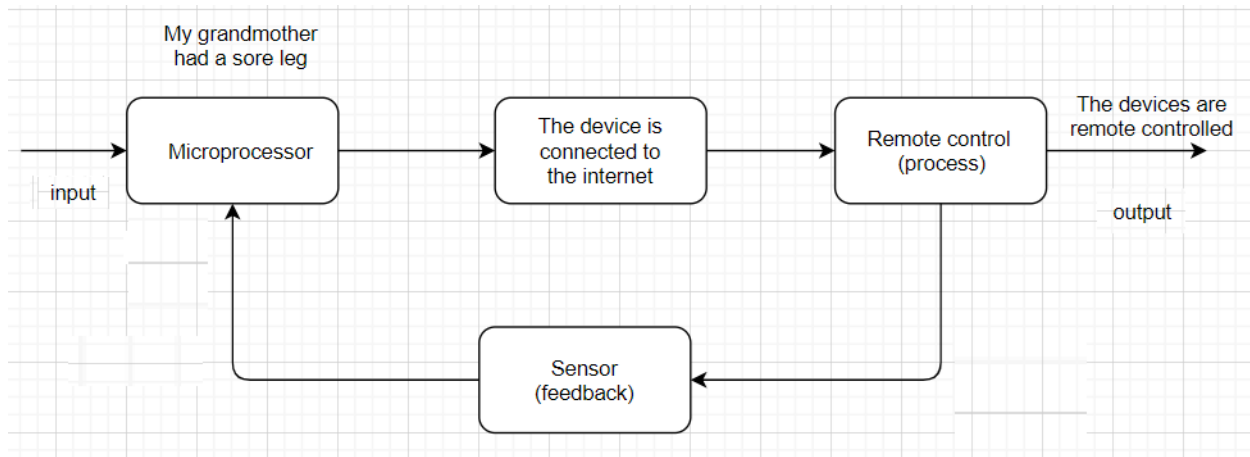 My grandmother
had a sore leg
Microprocessor
The device is
connected to
the internet
Remote control
(process)
The devices are
remote controlled
input
output
Sensor
(feedback)